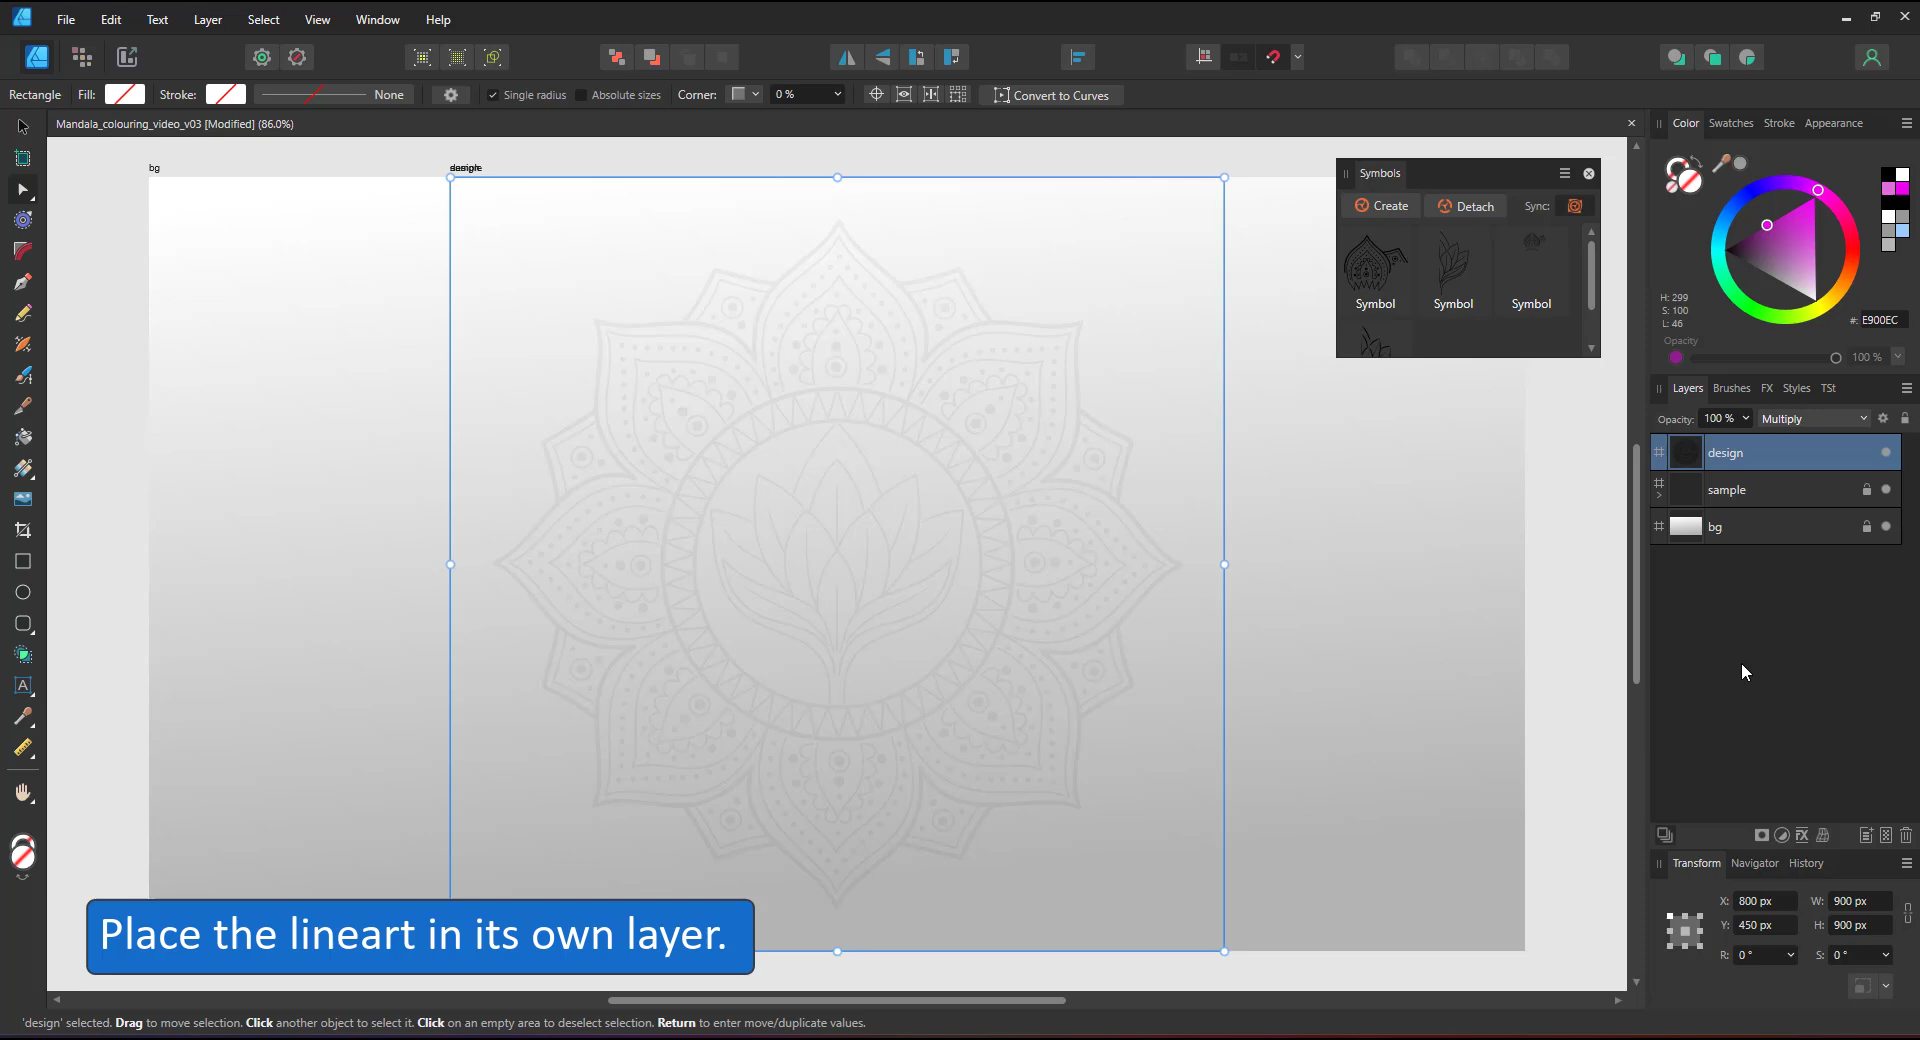 File Edit Text Layer Select View Window Help
Rectangle Fill: Stroke: None Single radius Absolute sizes Corner: 0 % Convert to Curves
Mandala_colouring_video_v03 [Modified] (86.0%)
bg
Symbols
Create Detach Sync:
Symbol Symbol Symbol
Color Swatches Stroke Appearance
H: 299
S: 100
L: 46
#: E900EC
Opacity
100 %
Layers Brushes FX Styles TSt
Opacity: 100 % Multiply
design
sample
bg
Transform Navigator History
X: 800 px W: 900 px
Y: 450 px H: 900 px
R: 0 ° S: 0 °
Place the lineart in its own layer.
'design' selected. Drag to move selection. Click another object to select it. Click on an empty area to deselect selection. Return to enter move/duplicate values.